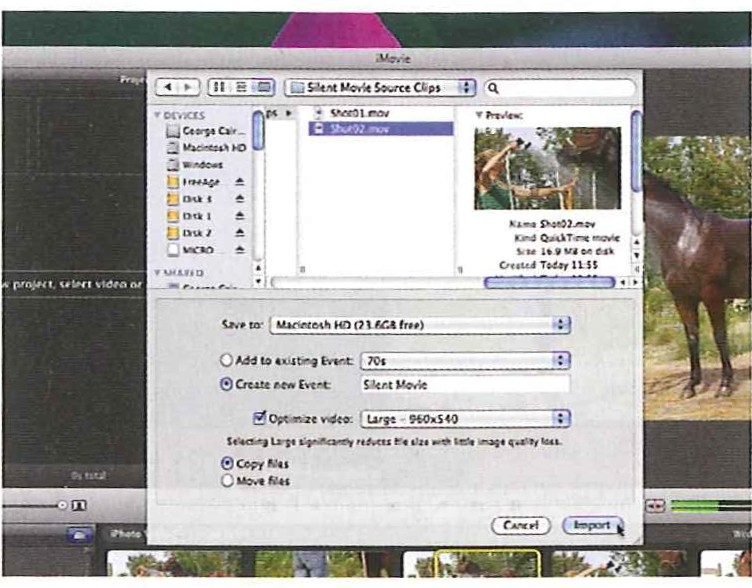 iMovie
Proje
Silent Movie Source Clips
DEVICES
George Cair...
Macintosh HD
Windows
FreeAge
Disk 3
Disk 1
Disk 2
MICRO
SHARED
ps
Shot01.mov
Shot02.mov
Preview:
Name Shot02.mov
Kind QuickTime movie
Size 16.9 MB on disk
Created Today 11:55
w project, select video or
Save to: Macintosh HD (23.6GB free)
Add to existing Event: 70s
Create new Event: Silent Movie
Optimize video: Large - 960x540
Selecting Large significantly reduces file size with little image quality loss.
Copy files
Move files
0s total
Cancel Import
iPhoto V
Wed